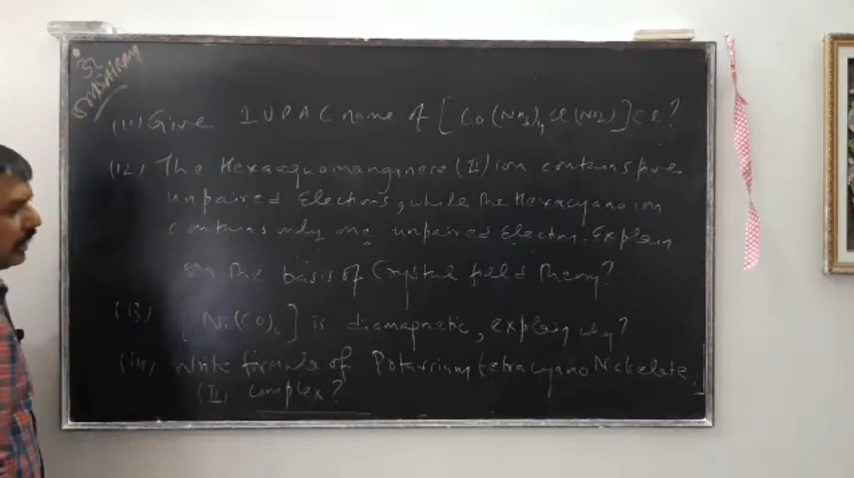 32
(11) Give IUPAC name of [Co(NH3)4Cl(NO2)]Cl?
(12) The Hexaaquomanganese (II) ion contains five
unpaired Electrons, while the Hexacyano ion
contains only one unpaired Electron. Explain
on the basis of Crystal field Theory?
(13) [Ni(CO)4] is diamagnetic, explain why?
(14) Write formula of Potassium tetracyano Nickelate
(II) complex?